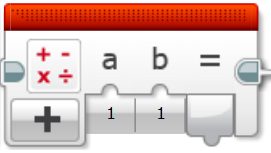 + -
x ÷
a b =
+ 1 1